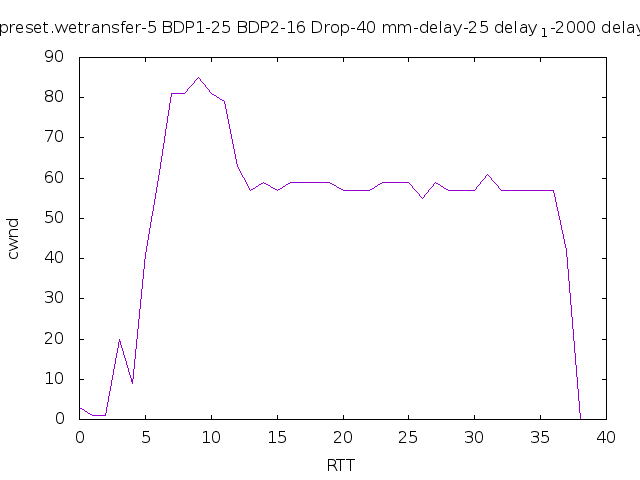 preset.wetransfer-5 BDP1-25 BDP2-16 Drop-40 mm-delay-25 delay₁-2000 delay
90
80
70
60
50
40
30
20
10
0
cwnd
0 5 10 15 20 25 30 35 40
RTT